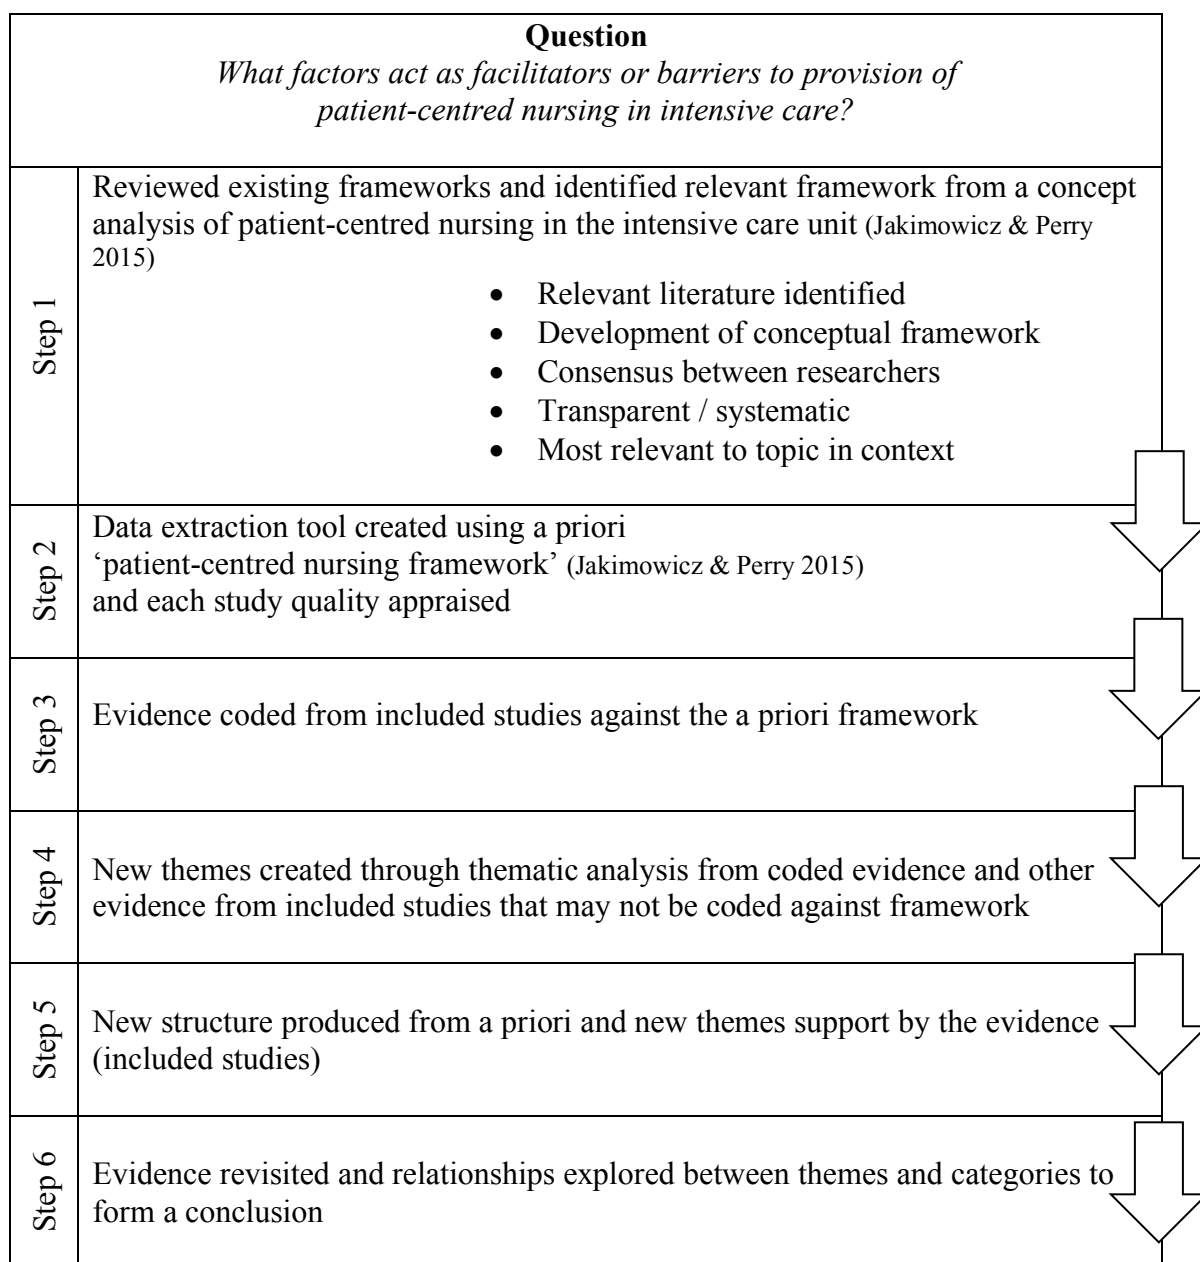 Question
What factors act as facilitators or barriers to provision of
patient-centred nursing in intensive care?
Step 1
Reviewed existing frameworks and identified relevant framework from a concept
analysis of patient-centred nursing in the intensive care unit (Jakimowicz & Perry
2015)
• Relevant literature identified
• Development of conceptual framework
• Consensus between researchers
• Transparent / systematic
• Most relevant to topic in context
Step 2
Data extraction tool created using a priori
‘patient-centred nursing framework’ (Jakimowicz & Perry 2015)
and each study quality appraised
Step 3
Evidence coded from included studies against the a priori framework
Step 4
New themes created through thematic analysis from coded evidence and other
evidence from included studies that may not be coded against framework
Step 5
New structure produced from a priori and new themes support by the evidence
(included studies)
Step 6
Evidence revisited and relationships explored between themes and categories to
form a conclusion